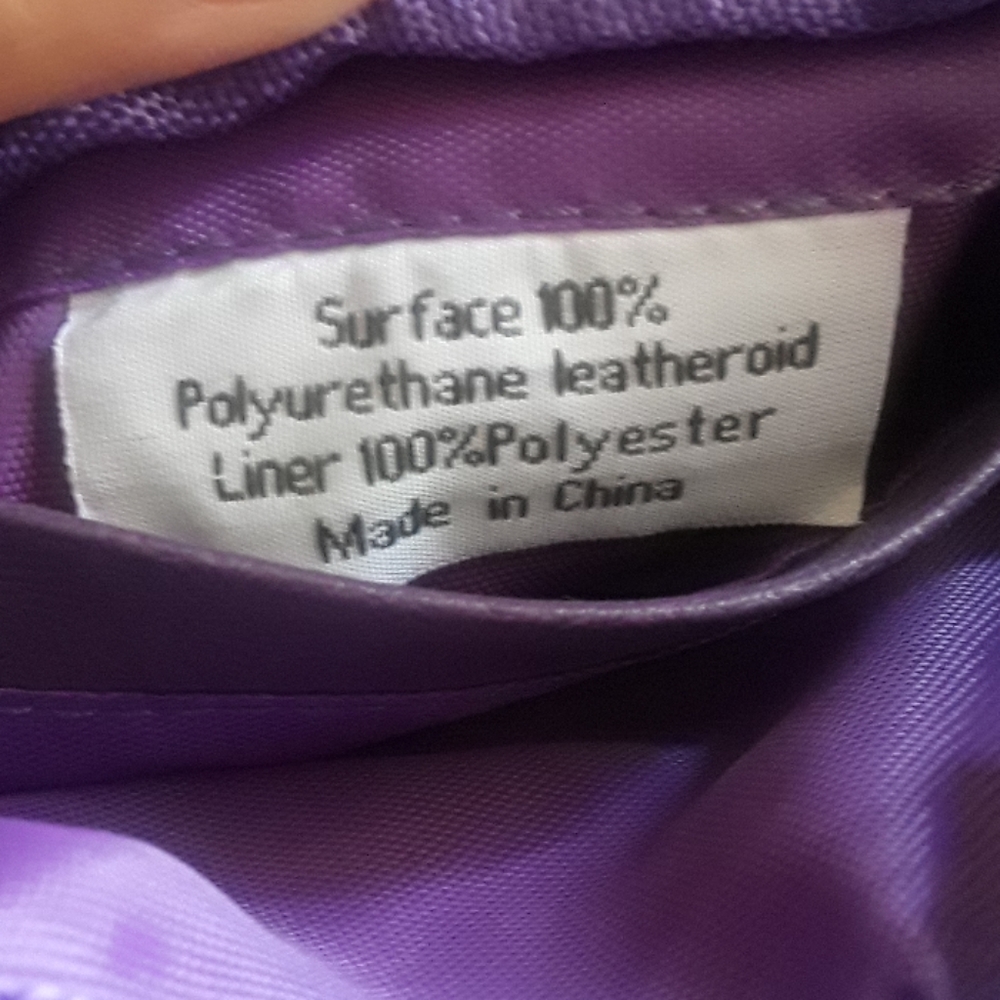 Surface 100%
Polyurethane leatheroid
Liner 100%Polyester
Made in China